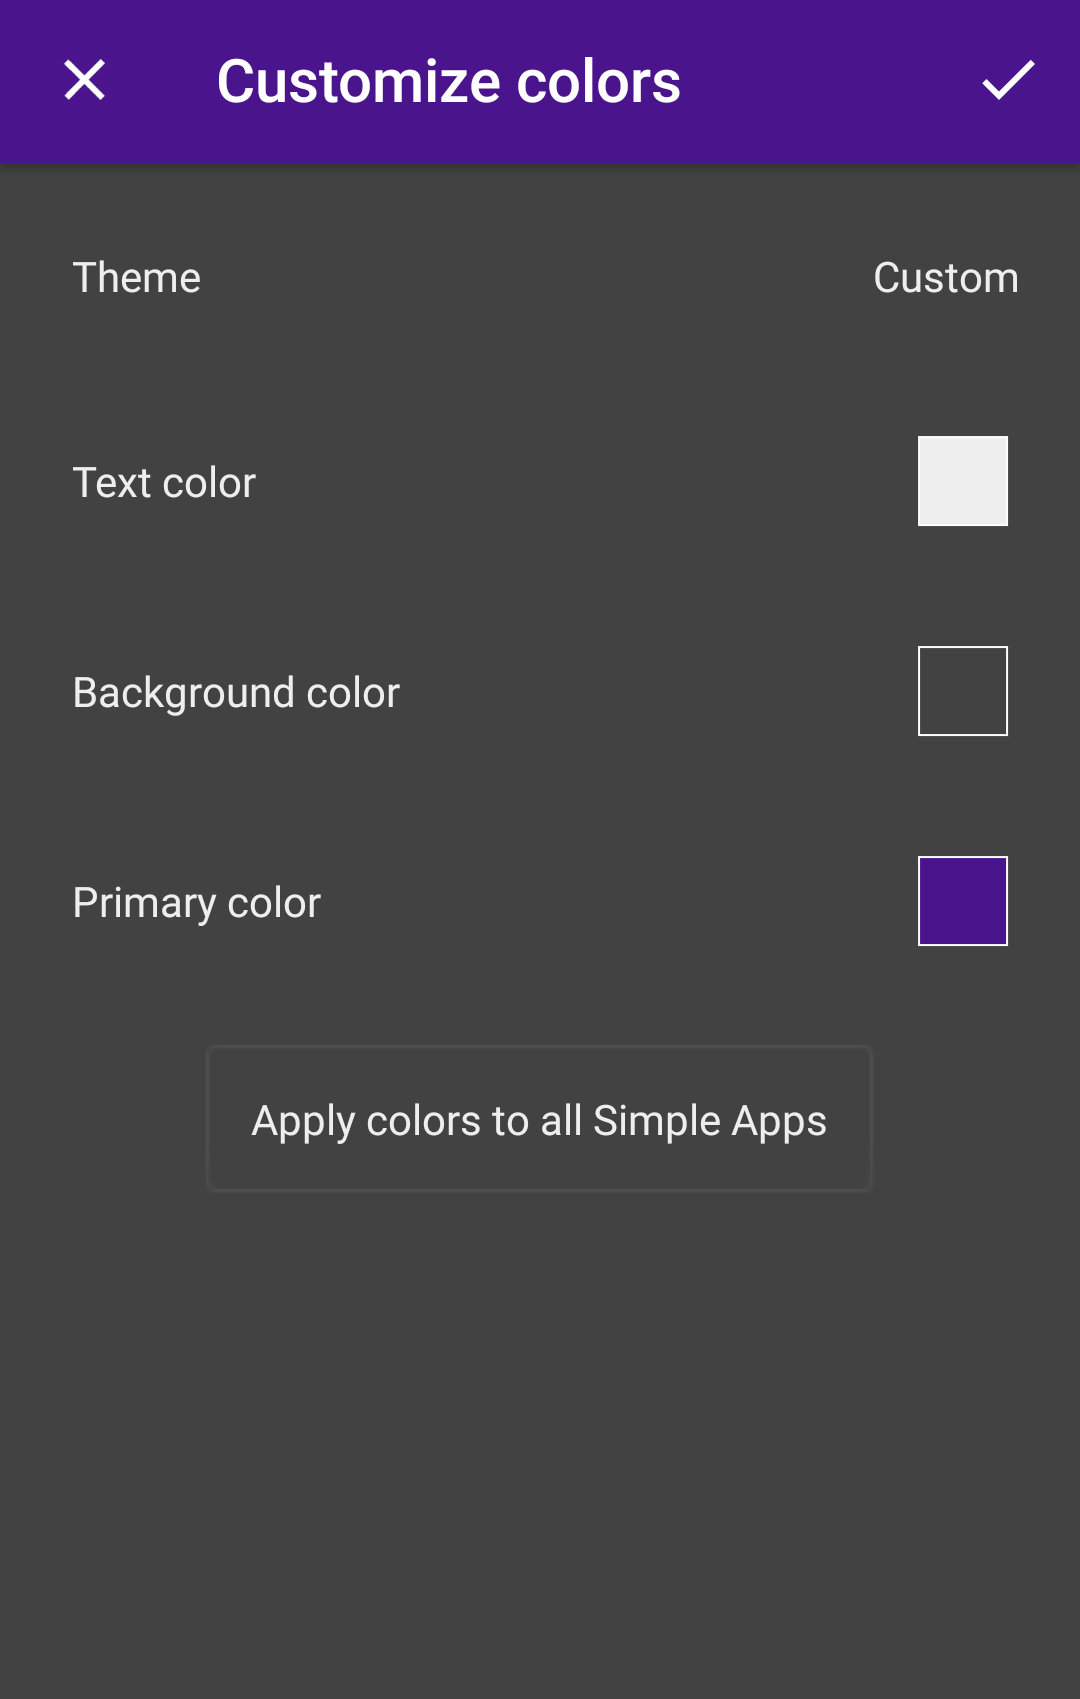 Customize colors
Theme Custom
Text color
Background color
Primary color
Apply colors to all Simple Apps